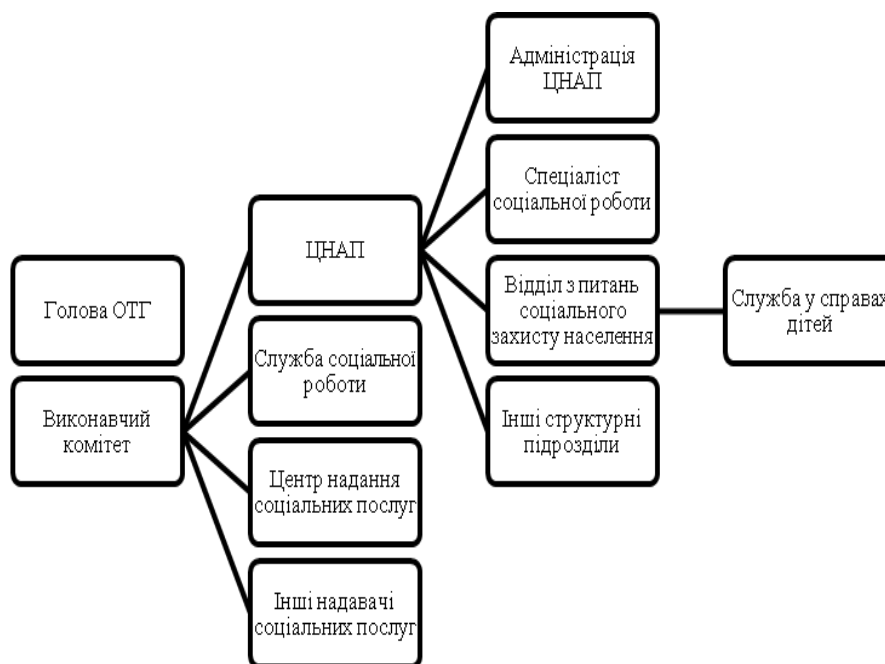 Голова ОТГ
Виконавчий
комітет
ЦНАП
Служба соціальної
роботи
Центр надання
соціальних послуг
Інші надавачі
соціальних послуг
Адміністрація
ЦНАП
Спеціаліст
соціальної роботи
Відділ з питань
соціального
захисту населення
Інші структурні
підрозділи
Служба у справах
дітей